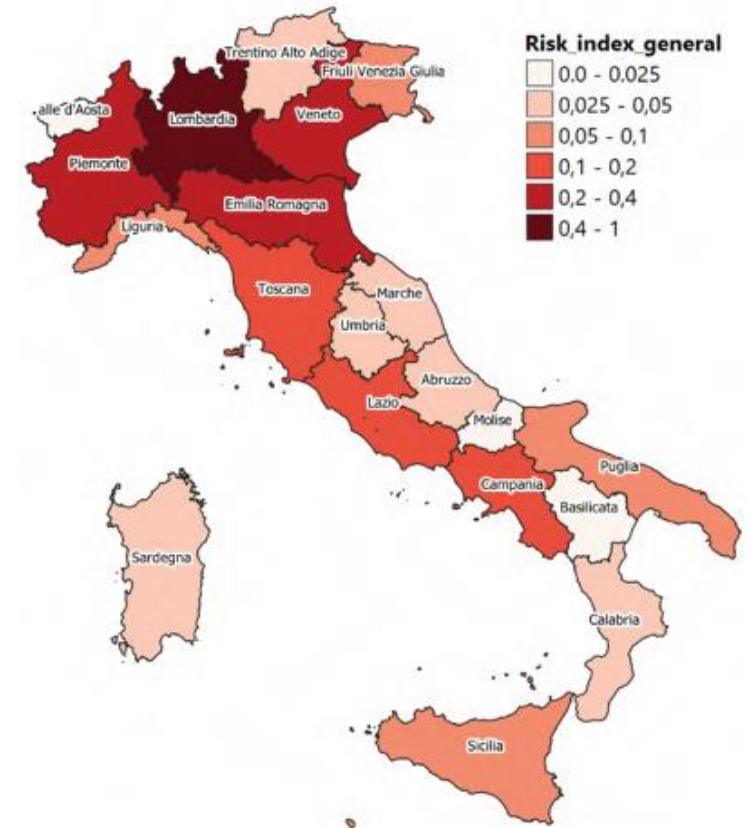 Risk_index_general
0.0 - 0.025
0,025 - 0,05
0,05 - 0,1
0,1 - 0,2
0,2 - 0,4
0,4 - 1
Trentino Alto Adige
Friuli Venezia Giulia
alle d'Aosta
Lombardia
Veneto
Piemonte
Emilia Romagna
Liguria
Toscana
Marche
Umbria
Abruzzo
Lazio
Molise
Puglia
Campania
Basilicata
Sardegna
Calabria
Sicilia